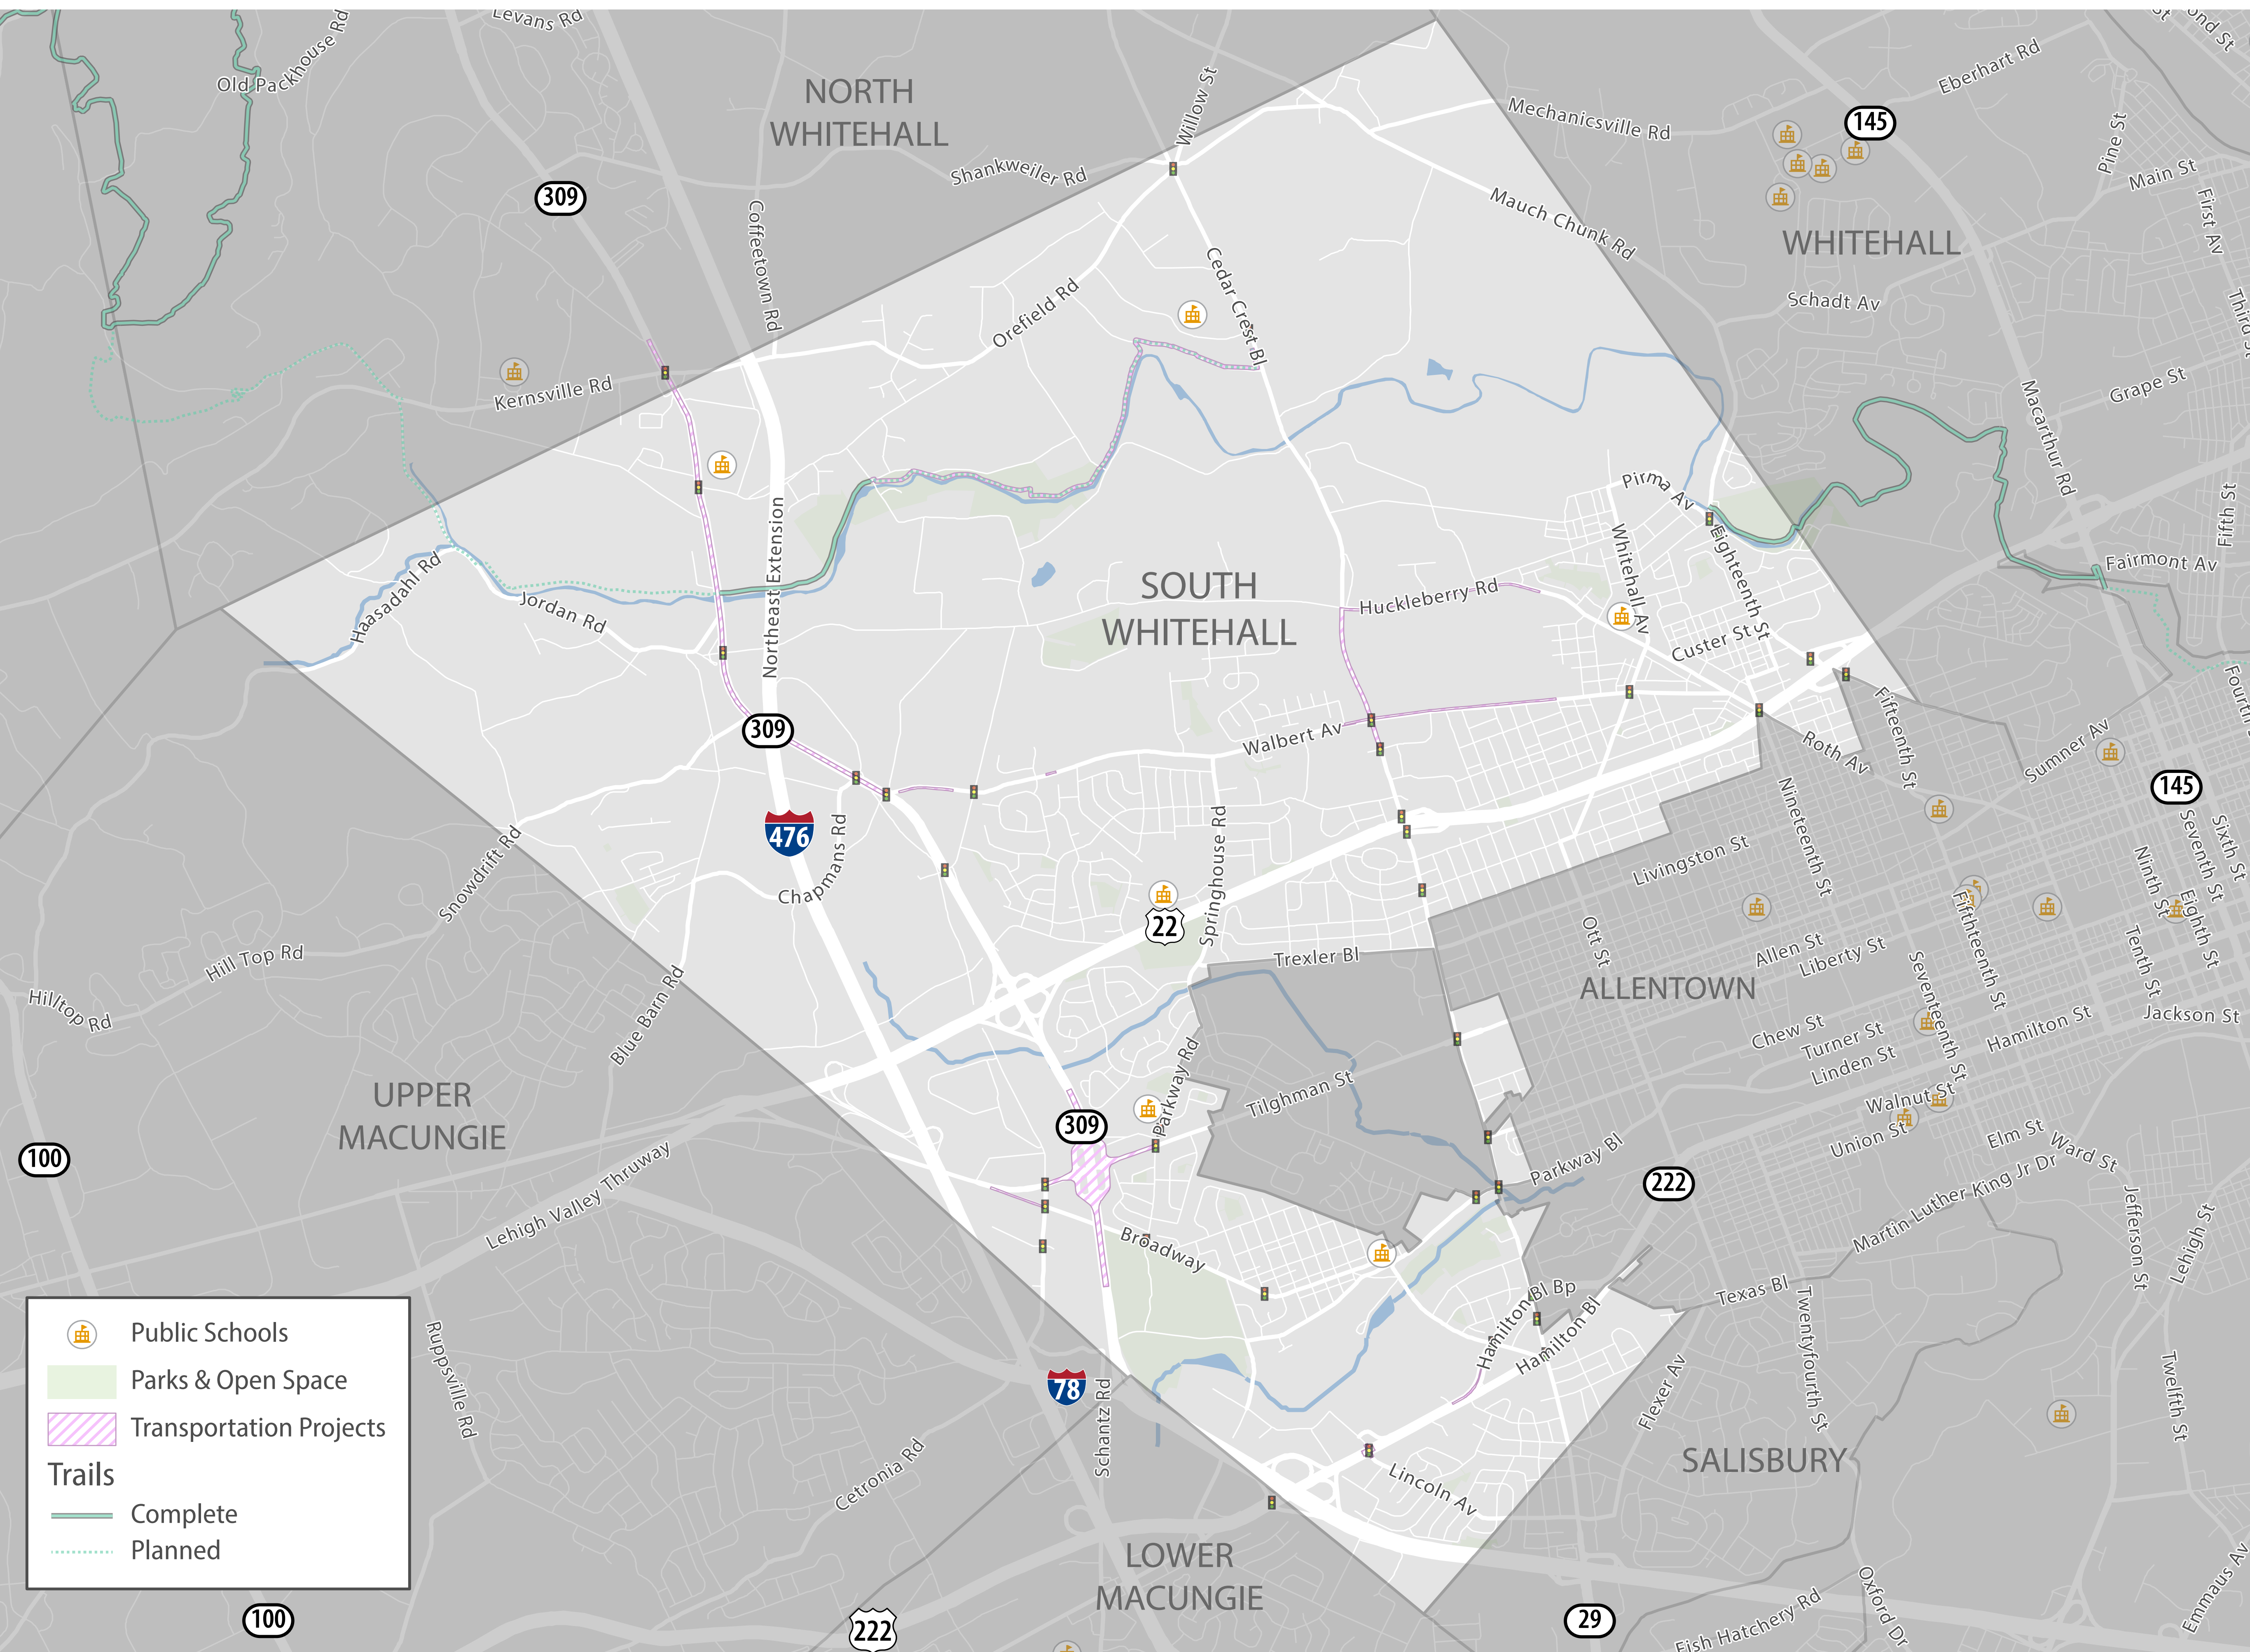 Levans Rd
Old Packhouse Rd
NORTH
WHITEHALL
Willow St
Shankweiler Rd
Mechanicsville Rd
Eberhart Rd
145
Pine St
Main St
First Av
309
Coffeetown Rd
Mauch Chunk Rd
WHITEHALL
Schadt Av
Cedar Crest Bl
Orefield Rd
Kernsville Rd
Grape St
Macarthur Rd
Pirma Av
Fifth St
Northeast Extension
Whitehall Av
Eighteenth St
Fairmont Av
Haasadahl Rd
Jordan Rd
SOUTH
WHITEHALL
Huckleberry Rd
Custer St
Fifteenth St
309
Walbert Av
Roth Av
Sumner Av
145
476
Chapmans Rd
Springhouse Rd
Nineteenth St
Sixth St
Seventh St
Ninth St
Eighth St
Snowdrift Rd
Livingston St
22
Hill Top Rd
Hilltop Rd
Blue Barn Rd
Trexler Bl
Ott St
Allen St
Liberty St
Fifthteenth St
Tenth St
Seventeenth St
ALLENTOWN
Chew St
Turner St
Linden St
Hamilton St
Jackson St
UPPER
MACUNGIE
Parkway Rd
Tilghman St
Walnut St
Union St
309
100
Lehigh Valley Thruway
Parkway Bl
222
Elm St
Ward St
Martin Luther King Jr Dr
Jefferson St
Lehigh St
Broadway
Hamilton Bl Bp
Hamilton Bl
Texas Bl
Twentyfourth St
Ruppsville Rd
78
Schantz Rd
Flexer Av
Twelfth St
Cetronia Rd
Lincoln Av
SALISBURY
LOWER
MACUNGIE
Oxford Dr
Emmaus Av
Fish Hatchery Rd
100
222
29
Public Schools
Parks & Open Space
Transportation Projects
Trails
Complete
Planned